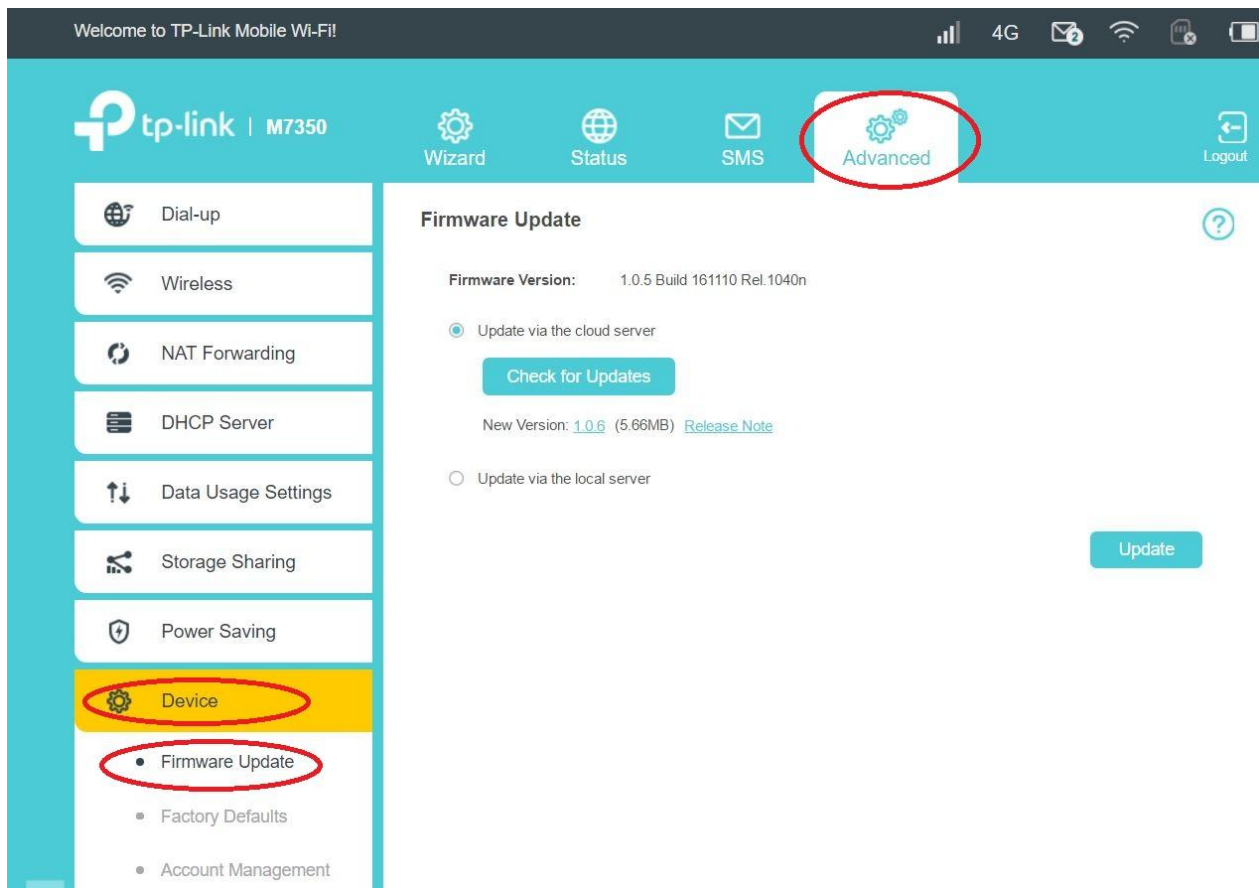 Welcome to TP-Link Mobile Wi-Fi!
4G
2
tp-link | M7350
Wizard
Status
SMS
Advanced
Logout
Dial-up
Wireless
NAT Forwarding
DHCP Server
Data Usage Settings
Storage Sharing
Power Saving
Device
Firmware Update
Factory Defaults
Account Management
Firmware Update
?
Firmware Version: 1.0.5 Build 161110 Rel.1040n
Update via the cloud server
Check for Updates
New Version: 1.0.6 (5.66MB) Release Note
Update via the local server
Update